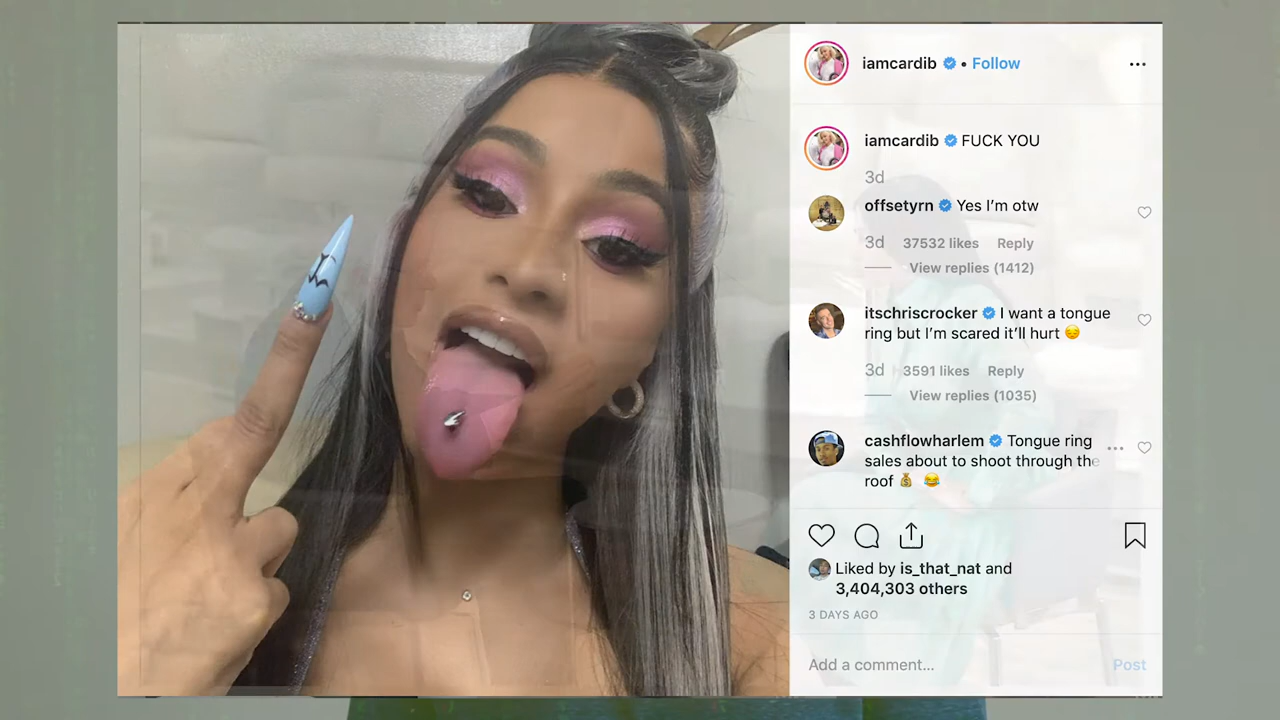 iamcardib • Follow
iamcardib FUCK YOU
3d
offsetyrn Yes I’m otw
3d 37532 likes Reply
View replies (1412)
itschriscrocker I want a tongue
ring but I’m scared it’ll hurt 😔
3d 3591 likes Reply
View replies (1035)
cashflowharlem Tongue ring
sales about to shoot through the
roof 💰 😂
Liked by is_that_nat and
3,404,303 others
3 DAYS AGO
Add a comment... Post